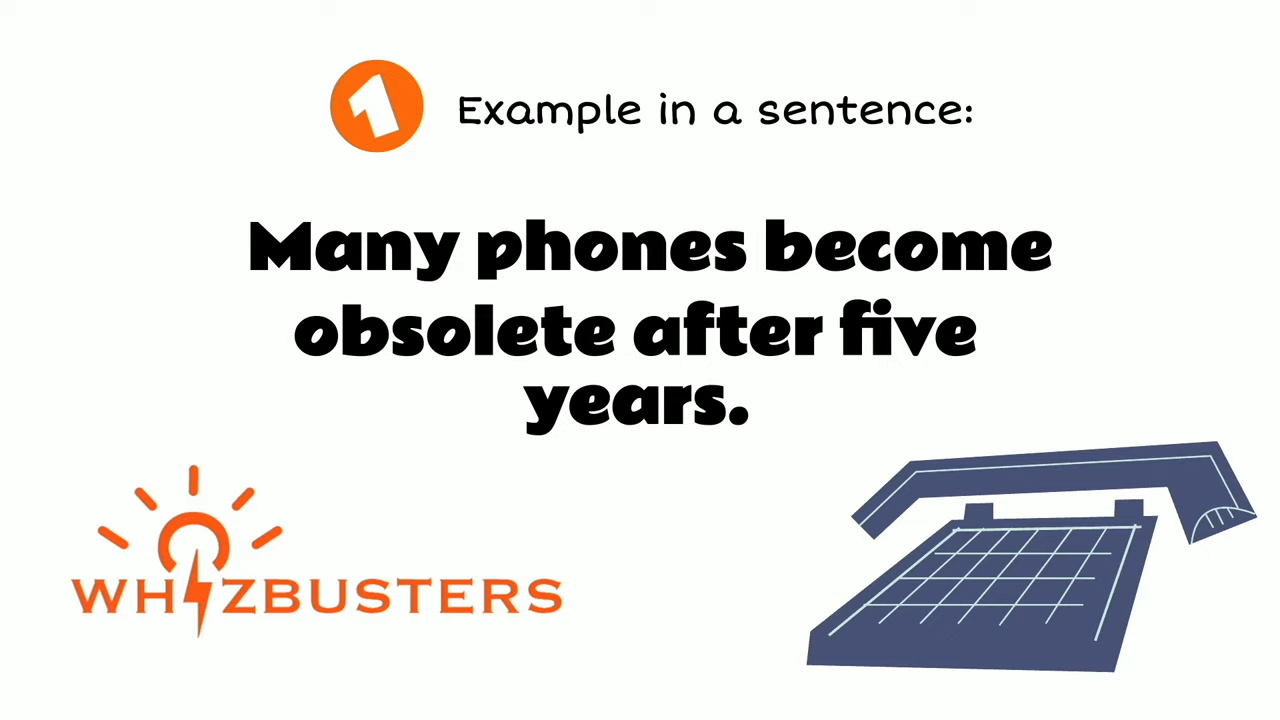 1 Example in a sentence:
Many phones become
obsolete after five
years.
WHIZBUSTERS